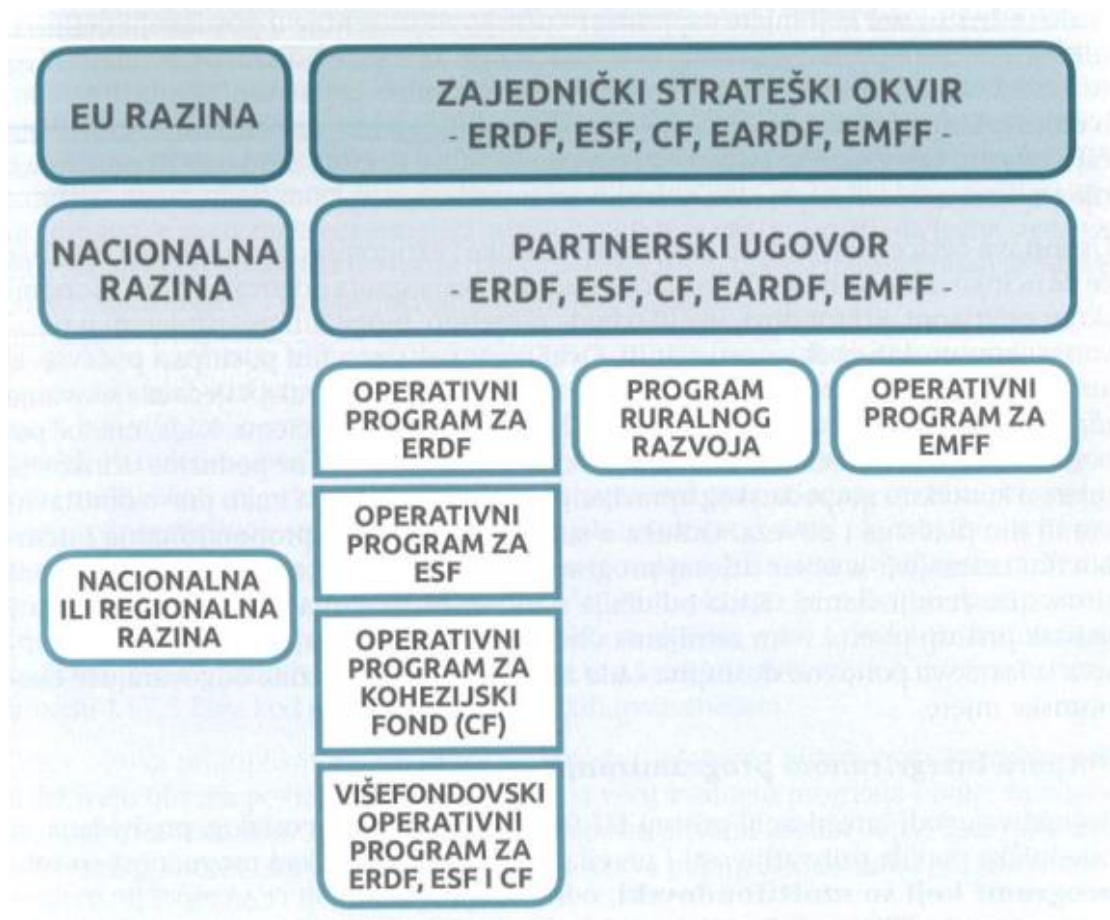 EU RAZINA
ZAJEDNIČKI STRATEŠKI OKVIR
- ERDF, ESF, CF, EARDF, EMFF -
NACIONALNA
RAZINA
PARTNERSKI UGOVOR
- ERDF, ESF, CF, EARDF, EMFF -
OPERATIVNI
PROGRAM ZA
ERDF
PROGRAM
RURALNOG
RAZVOJA
OPERATIVNI
PROGRAM ZA
EMFF
OPERATIVNI
PROGRAM ZA
ESF
NACIONALNA
ILI REGIONALNA
RAZINA
OPERATIVNI
PROGRAM ZA
KOHEZIJSKI
FOND (CF)
VIŠEFONDOVSKI
OPERATIVNI
PROGRAM ZA
ERDF, ESF I CF